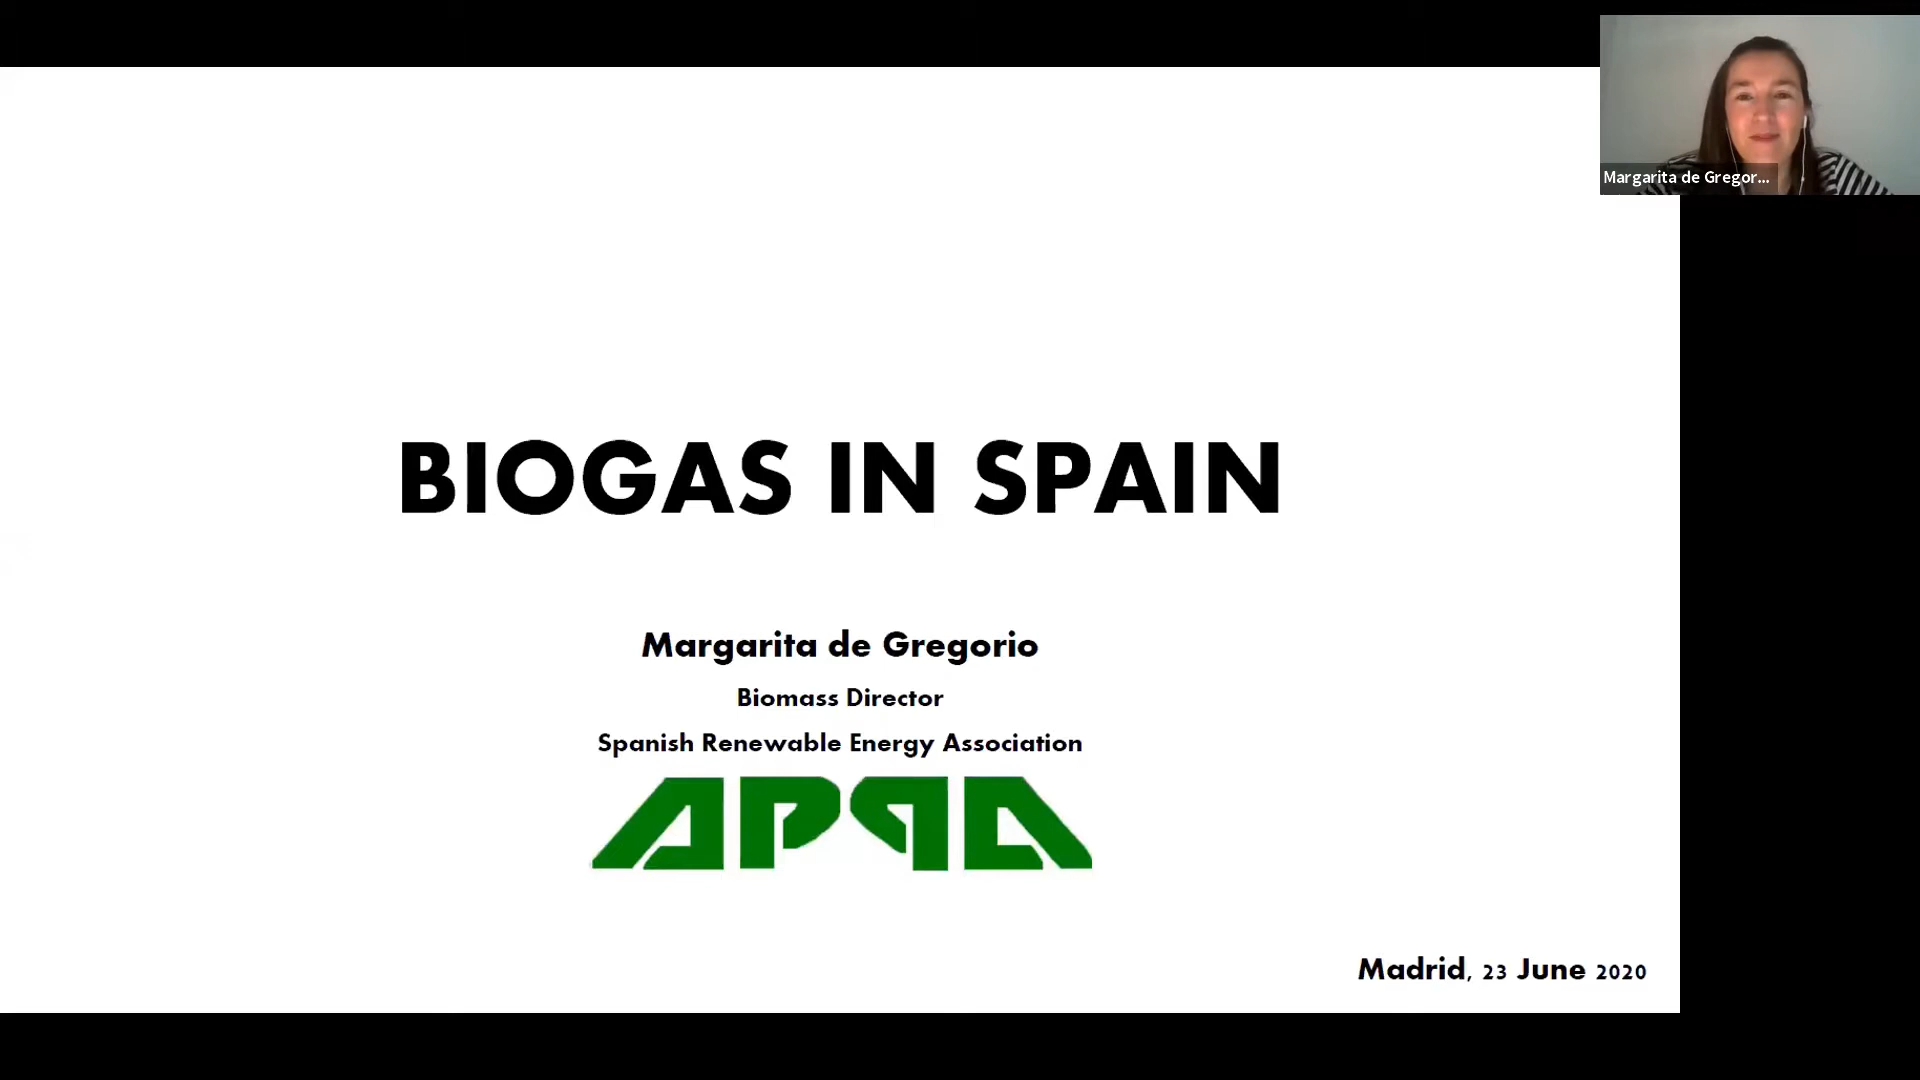 Margarita de Gregor...
BIOGAS IN SPAIN
Margarita de Gregorio
Biomass Director
Spanish Renewable Energy Association
APPA
Madrid, 23 June 2020